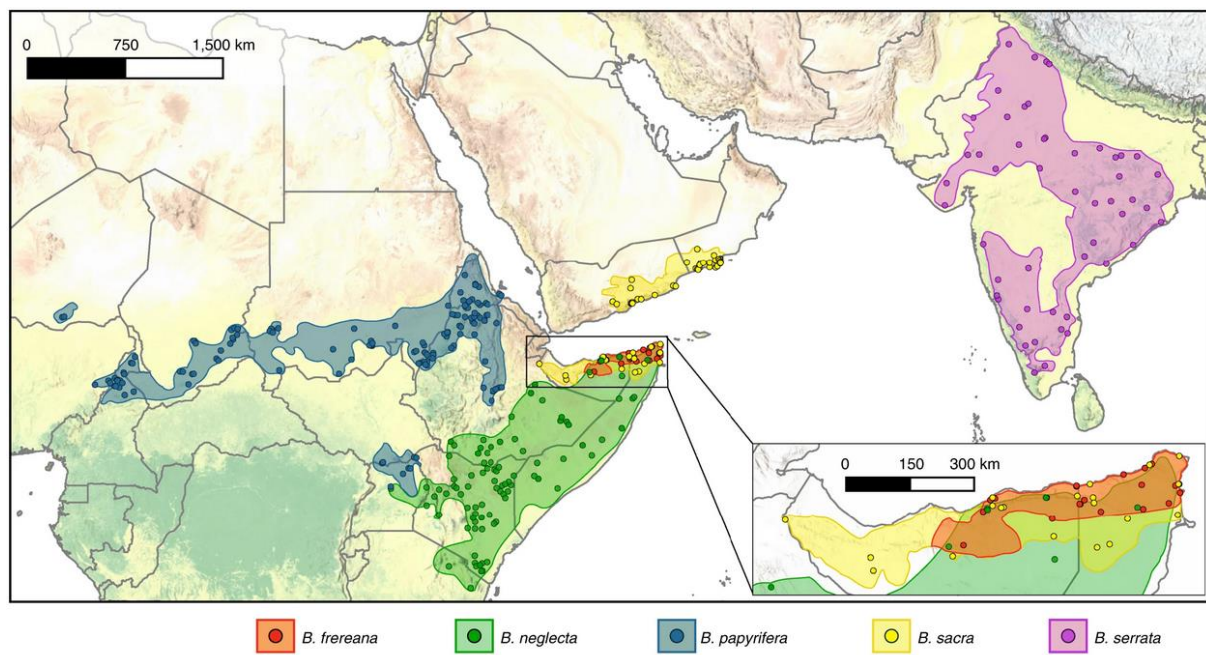 0 750 1,500 km
0 150 300 km
B. frereana B. neglecta B. papyrifera B. sacra B. serrata